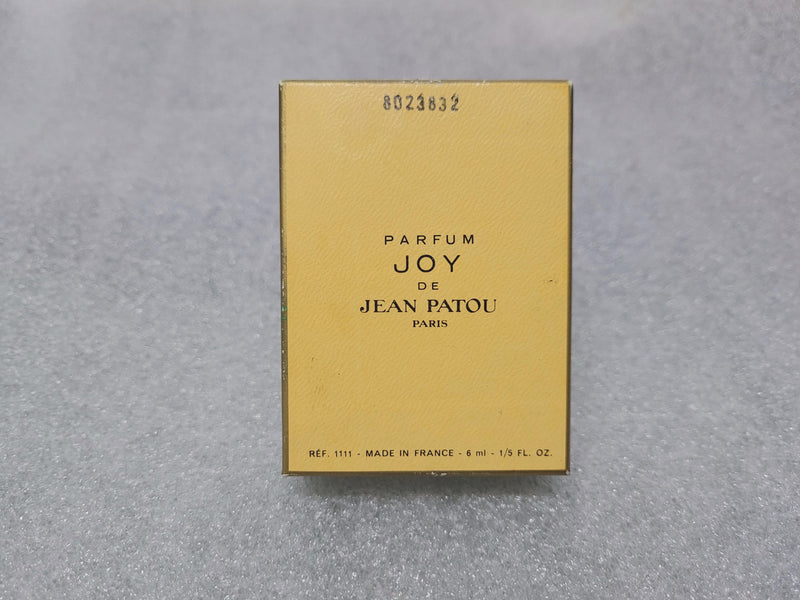 8023832
PARFUM
JOY
DE
JEAN PATOU
PARIS
RÉF. 1111 - MADE IN FRANCE - 6 ml - 1/5 FL. OZ.